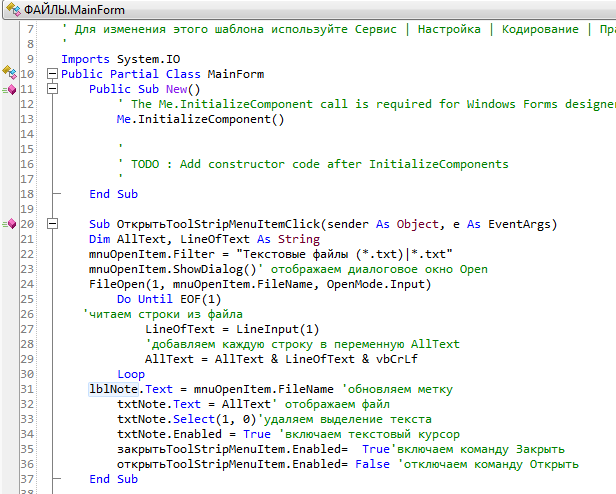 ФАЙЛЫ.MainForm
7 ' Для изменения этого шаблона используйте Сервис | Настройка | Кодирование | Пра
8 '
9 Imports System.IO
10 Public Partial Class MainForm
11 Public Sub New()
12 ' The Me.InitializeComponent call is required for Windows Forms designer
13 Me.InitializeComponent()
14
15 '
16 ' TODO : Add constructor code after InitializeComponents
17 '
18 End Sub
19
20 Sub ОткрытьToolStripMenuItemClick(sender As Object, e As EventArgs)
21 Dim AllText, LineOfText As String
22 mnuOpenItem.Filter = "Текстовые файлы (*.txt)|*.txt"
23 mnuOpenItem.ShowDialog()' отображаем диалоговое окно Open
24 FileOpen(1, mnuOpenItem.FileName, OpenMode.Input)
25 Do Until EOF(1)
26 'читаем строки из файла
27 LineOfText = LineInput(1)
28 'добавляем каждую строку в переменную AllText
29 AllText = AllText & LineOfText & vbCrLf
30 Loop
31 lblNote.Text = mnuOpenItem.FileName 'обновляем метку
32 txtNote.Text = AllText' отображаем файл
33 txtNote.Select(1, 0)'удаляем выделение текста
34 txtNote.Enabled = True 'включаем текстовый курсор
35 закрытьToolStripMenuItem.Enabled= True'включаем команду Закрыть
36 открытьToolStripMenuItem.Enabled= False 'отключаем команду Открыть
37 End Sub
38